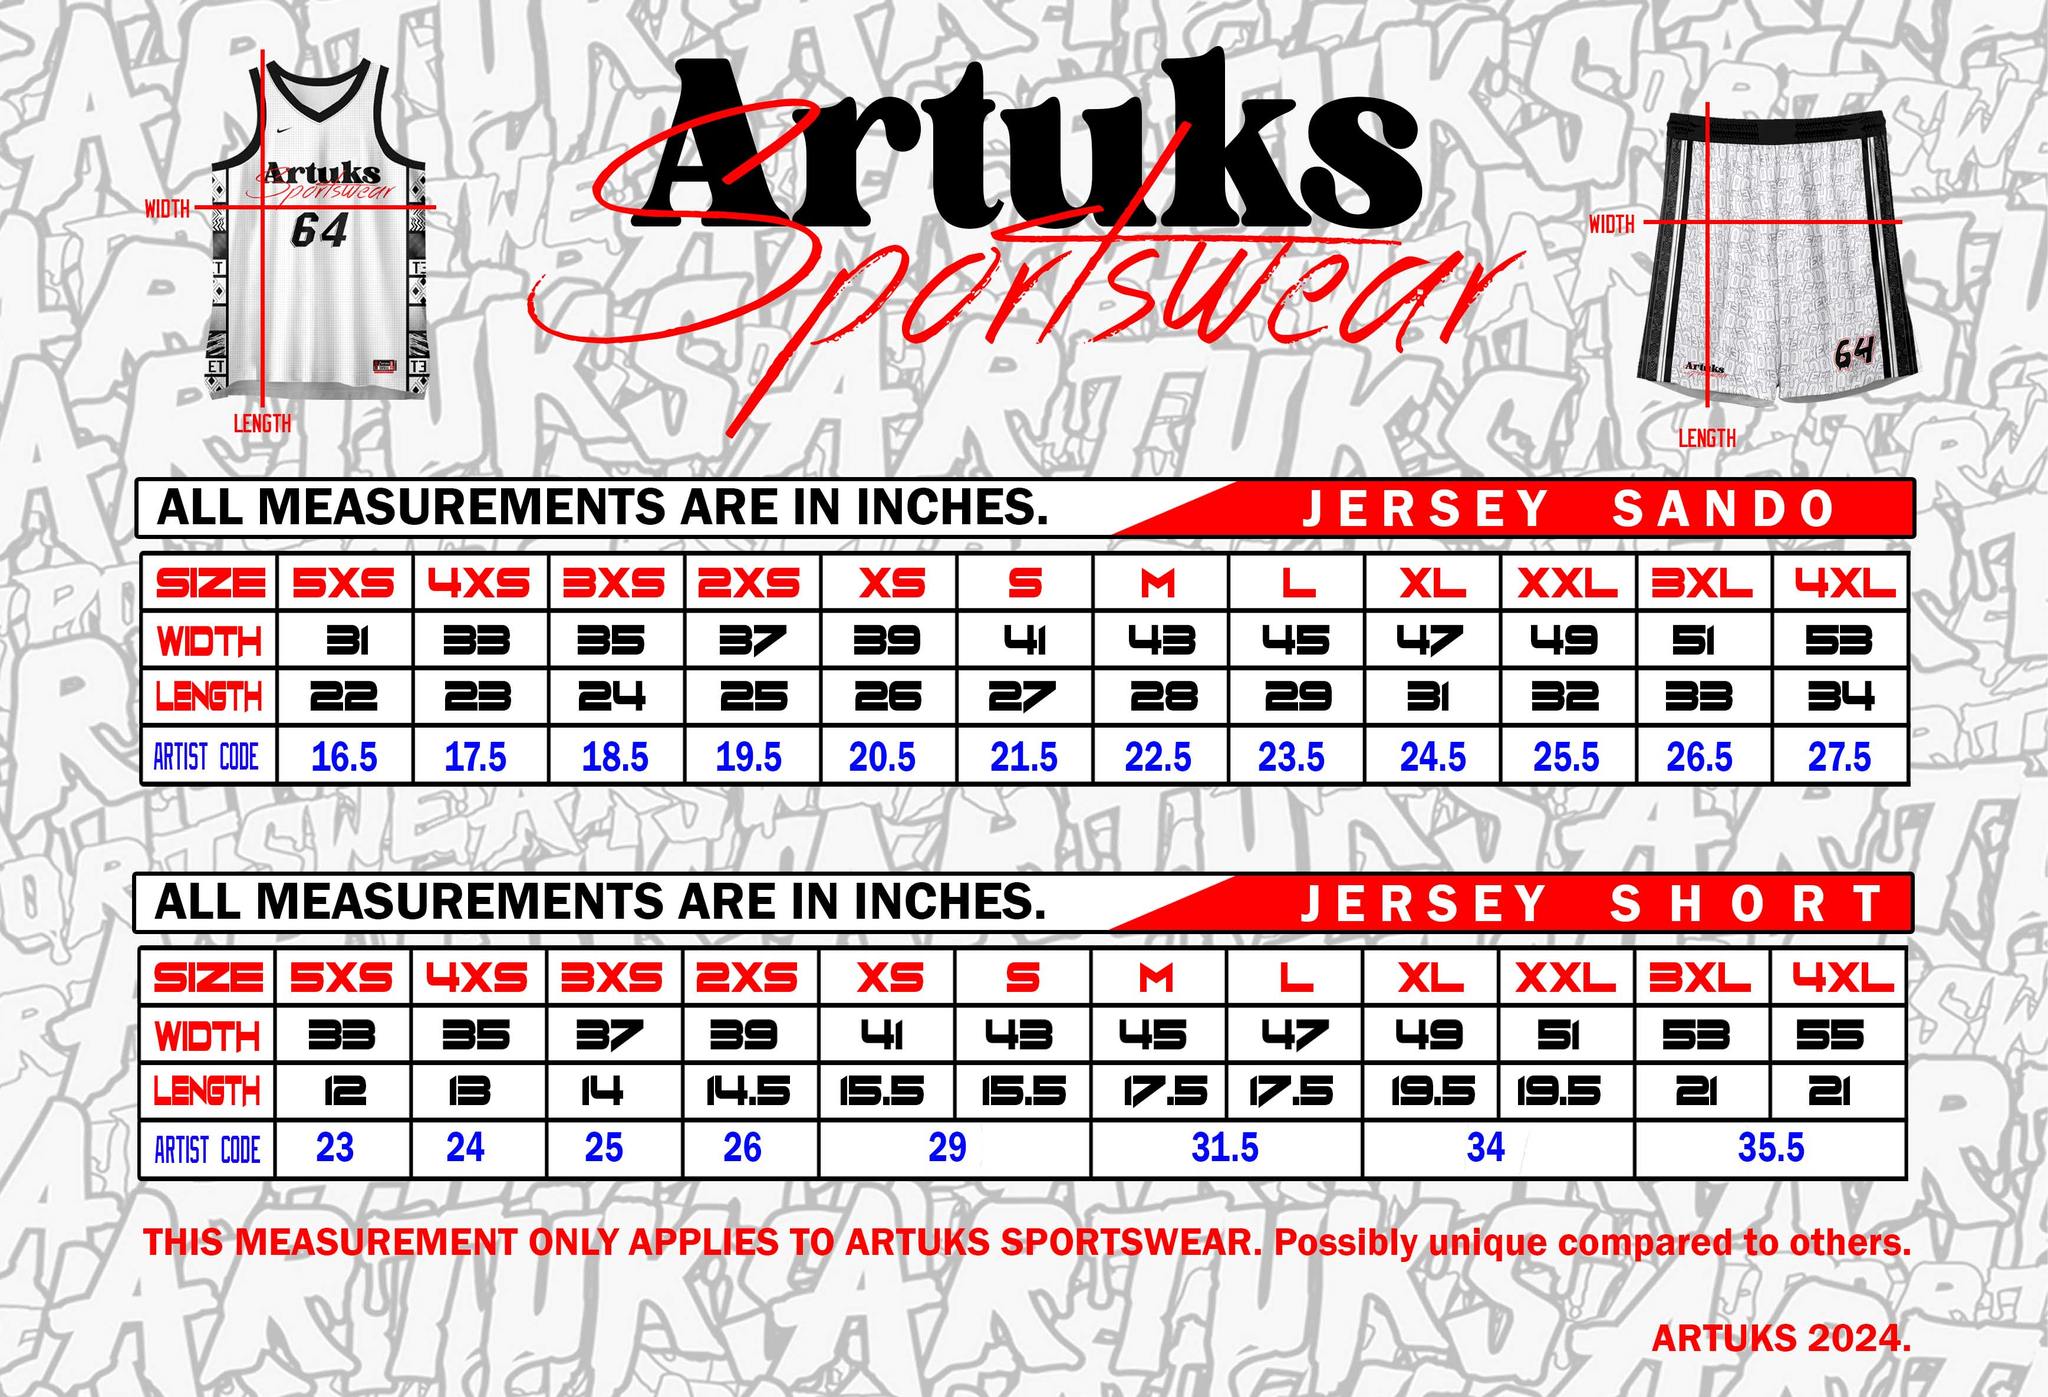 Artuks
Sportswear
Artuks
Sportswear
64
WIDTH
LENGTH
WIDTH
64
Artuks
LENGTH
ALL MEASUREMENTS ARE IN INCHES. JERSEY SANDO
SIZE 5XS 4XS 3XS 2XS XS S M L XL XXL 3XL 4XL
WIDTH 31 33 35 37 39 41 43 45 47 49 51 53
LENGTH 22 23 24 25 26 27 28 29 31 32 33 34
ARTIST CODE 16.5 17.5 18.5 19.5 20.5 21.5 22.5 23.5 24.5 25.5 26.5 27.5
ALL MEASUREMENTS ARE IN INCHES. JERSEY SHORT
SIZE 5XS 4XS 3XS 2XS XS S M L XL XXL 3XL 4XL
WIDTH 33 35 37 39 41 43 45 47 49 51 53 55
LENGTH 12 13 14 14.5 15.5 15.5 17.5 17.5 19.5 19.5 21 21
ARTIST CODE 23 24 25 26 29 31.5 34 35.5
THIS MEASUREMENT ONLY APPLIES TO ARTUKS SPORTSWEAR. Possibly unique compared to others.
ARTUKS 2024.